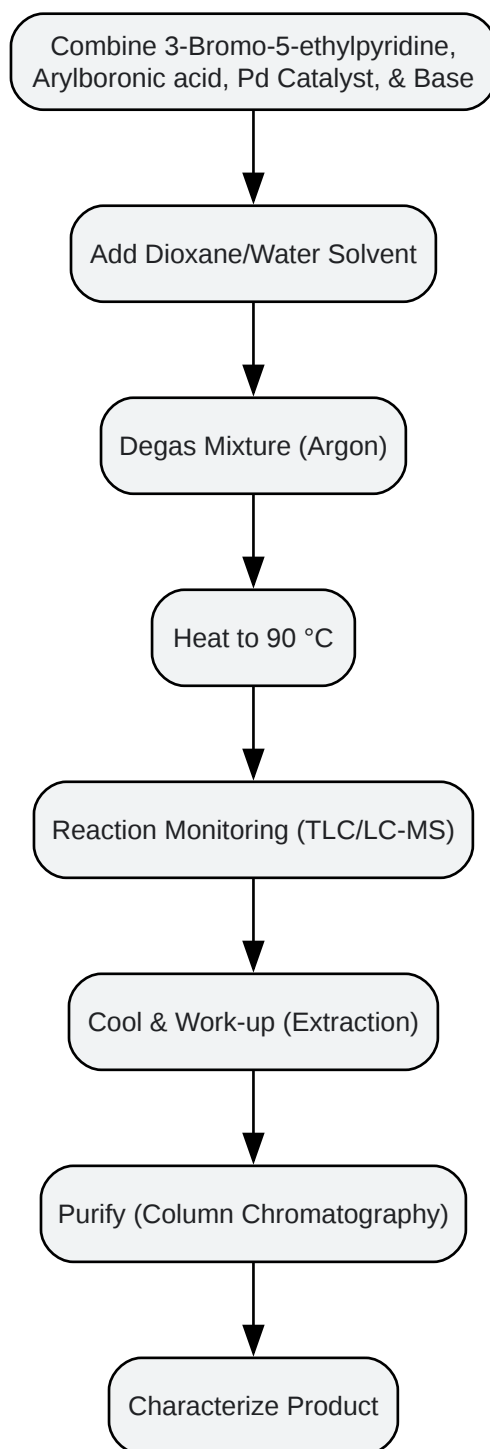 Combine 3-Bromo-5-ethylpyridine,
Arylboronic acid, Pd Catalyst, & Base
Add Dioxane/Water Solvent
Degas Mixture (Argon)
Heat to 90 °C
Reaction Monitoring (TLC/LC-MS)
Cool & Work-up (Extraction)
Purify (Column Chromatography)
Characterize Product